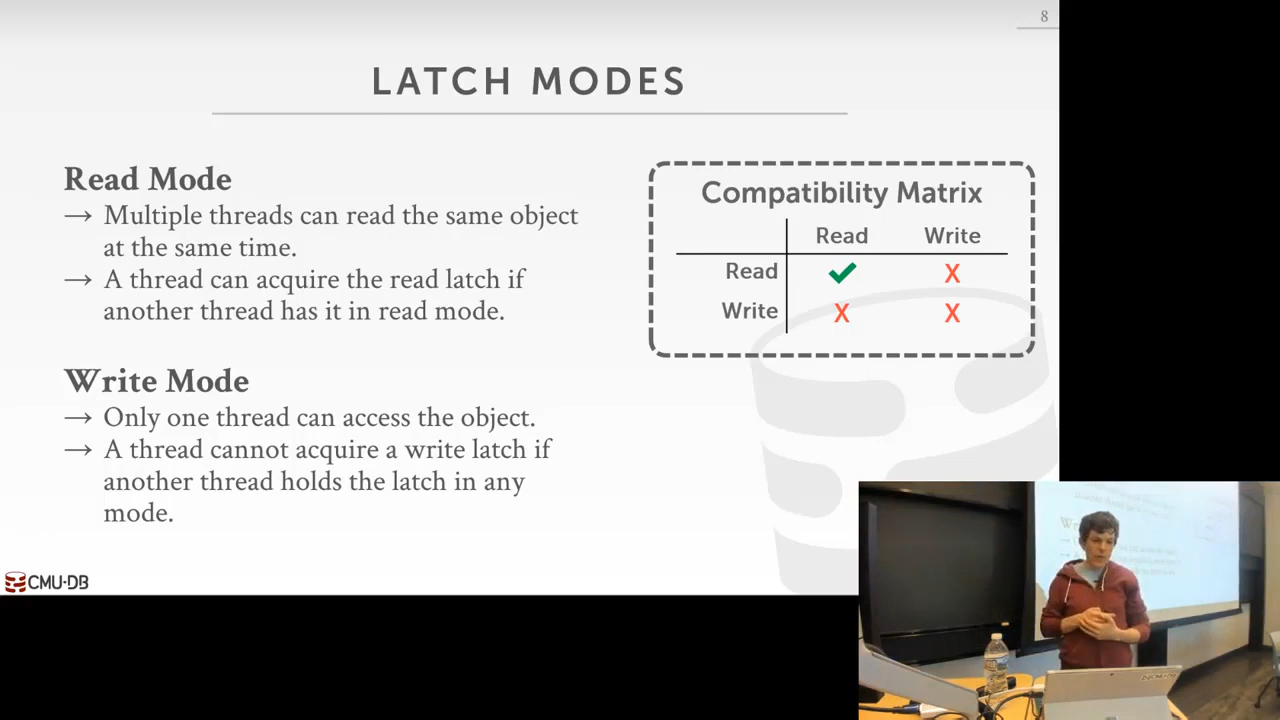 8
LATCH MODES
Read Mode
→ Multiple threads can read the same object
at the same time.
→ A thread can acquire the read latch if
another thread has it in read mode.
Write Mode
→ Only one thread can access the object.
→ A thread cannot acquire a write latch if
another thread holds the latch in any
mode.
Compatibility Matrix
Read Write
Read ✔ X
Write X X
CMU·DB